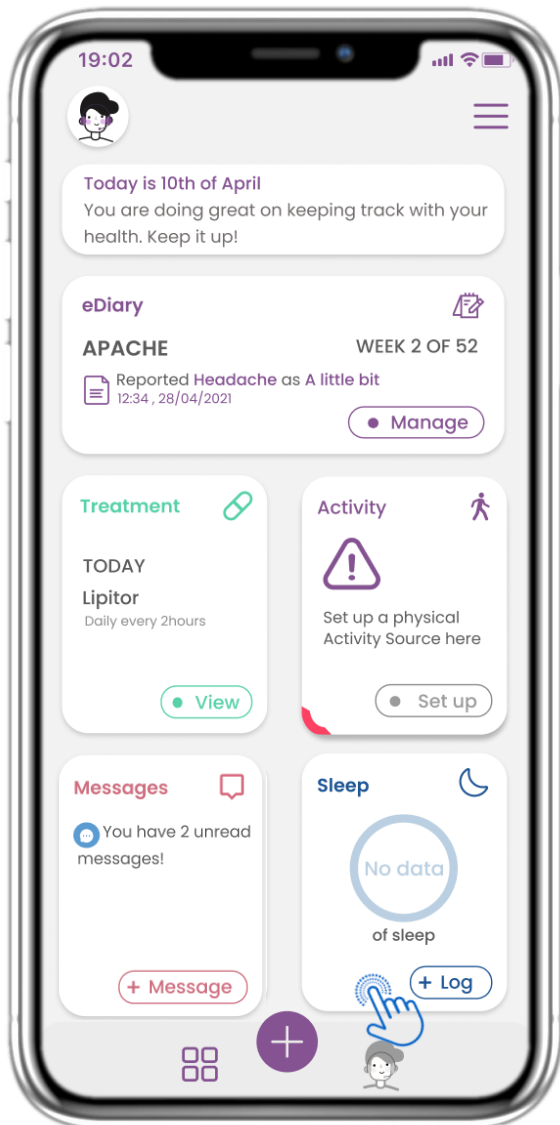 19:02
Today is 10th of April
You are doing great on keeping track with your
health. Keep it up!
eDiary
APACHE
WEEK 2 OF 52
Reported Headache as A little bit
12:34 , 28/04/2021
Manage
Treatment
TODAY
Lipitor
Daily every 2hours
View
Activity
Set up a physical
Activity Source here
Set up
Messages
You have 2 unread
messages!
+ Message
Sleep
No data
of sleep
+ Log